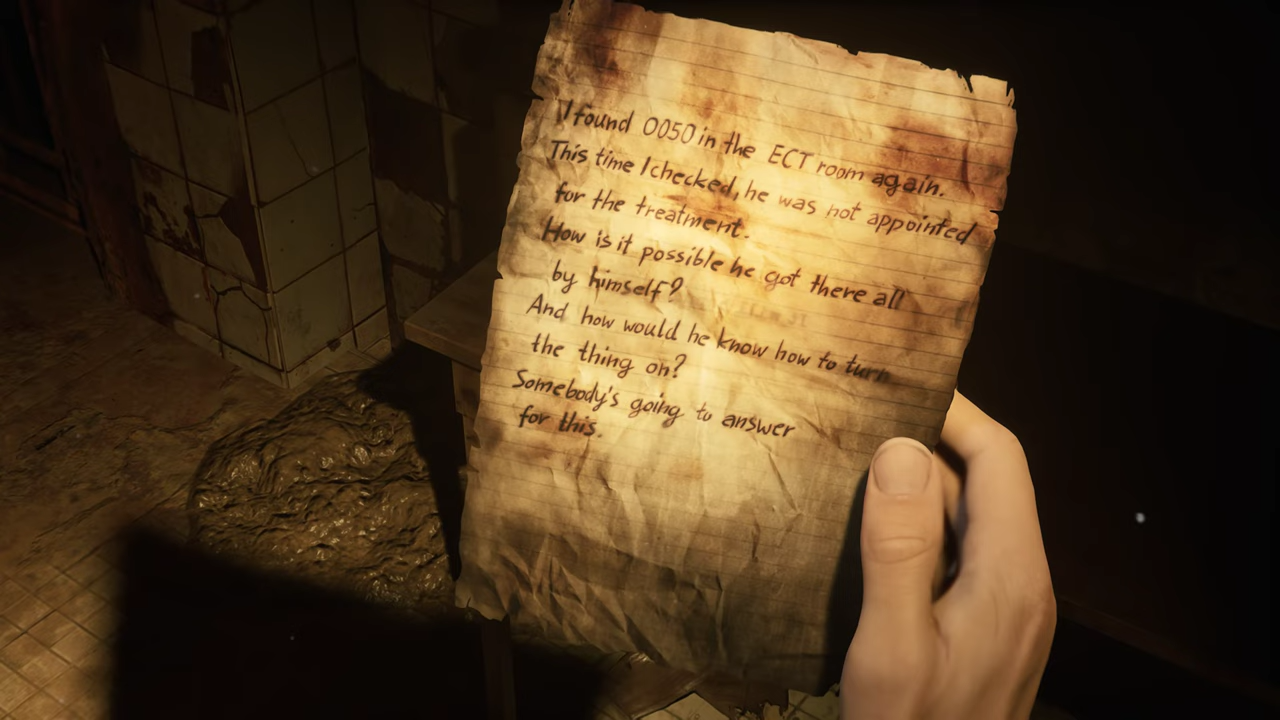 I found 0050 in the ECT room again.
This time I checked, he was not appointed
for the treatment.
How is it possible he got there all
by himself?
And how would he know how to turn
the thing on?
Somebody's going to answer
for this.